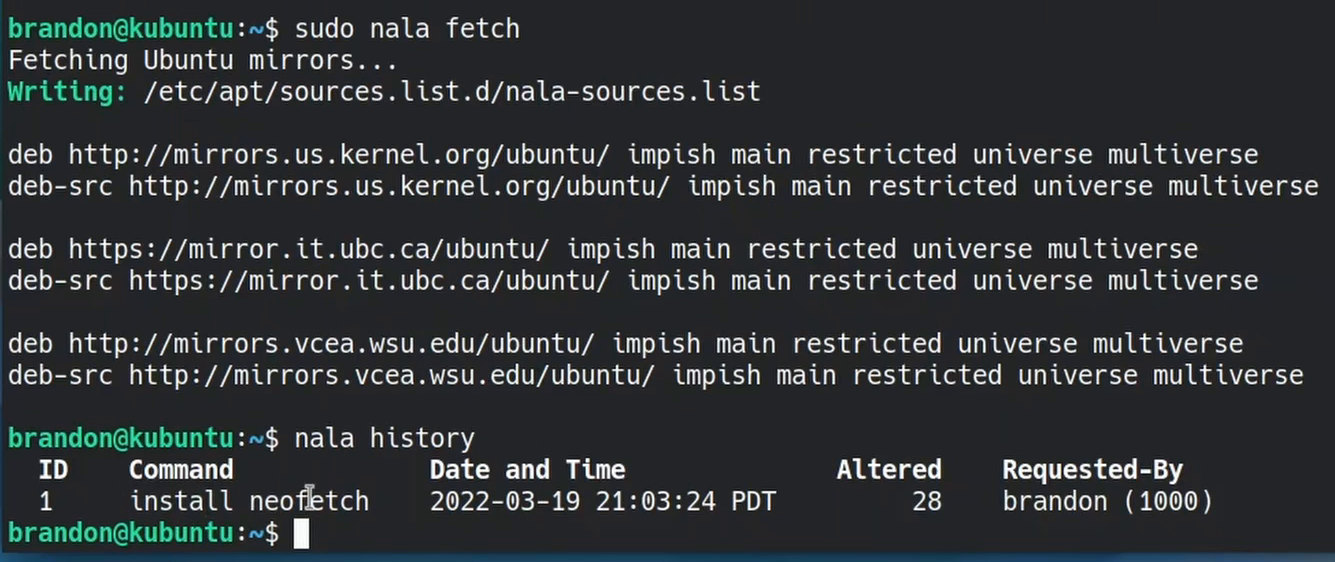 brandon@kubuntu:~$ sudo nala fetch
Fetching Ubuntu mirrors...
Writing: /etc/apt/sources.list.d/nala-sources.list
deb http://mirrors.us.kernel.org/ubuntu/ impish main restricted universe multiverse
deb-src http://mirrors.us.kernel.org/ubuntu/ impish main restricted universe multiverse
deb https://mirror.it.ubc.ca/ubuntu/ impish main restricted universe multiverse
deb-src https://mirror.it.ubc.ca/ubuntu/ impish main restricted universe multiverse
deb http://mirrors.vcea.wsu.edu/ubuntu/ impish main restricted universe multiverse
deb-src http://mirrors.vcea.wsu.edu/ubuntu/ impish main restricted universe multiverse
brandon@kubuntu:~$ nala history
ID Command Date and Time Altered Requested-By
1 install neofetch 2022-03-19 21:03:24 PDT 28 brandon (1000)
brandon@kubuntu:~$